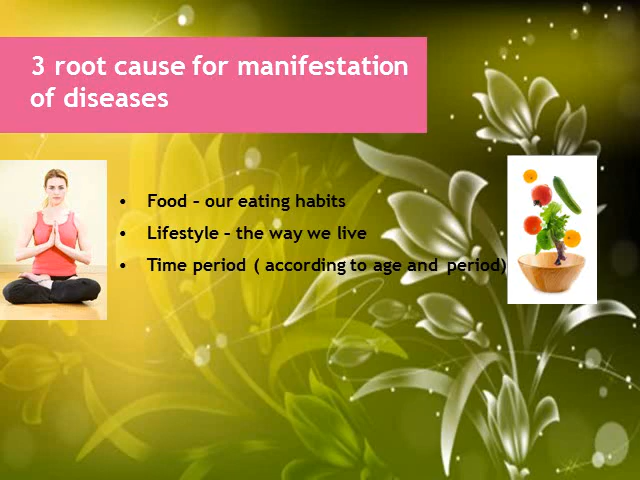 3 root cause for manifestation
of diseases
• Food – our eating habits
• Lifestyle – the way we live
• Time period ( according to age and period)